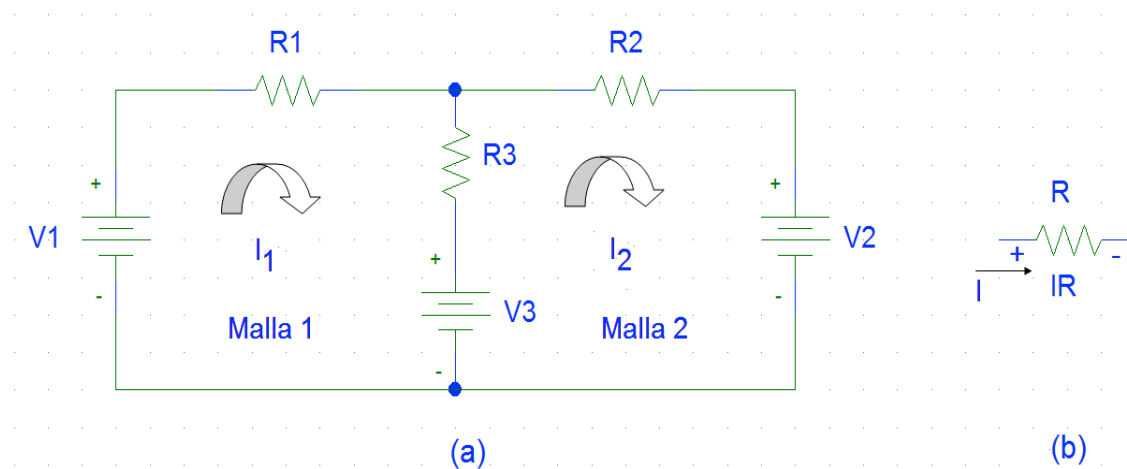 R1
R2
R3
+
+
+
V1
I1
I2
V2
-
-
V3
Malla 1
Malla 2
-
(a)
R
+ -
I
IR
(b)